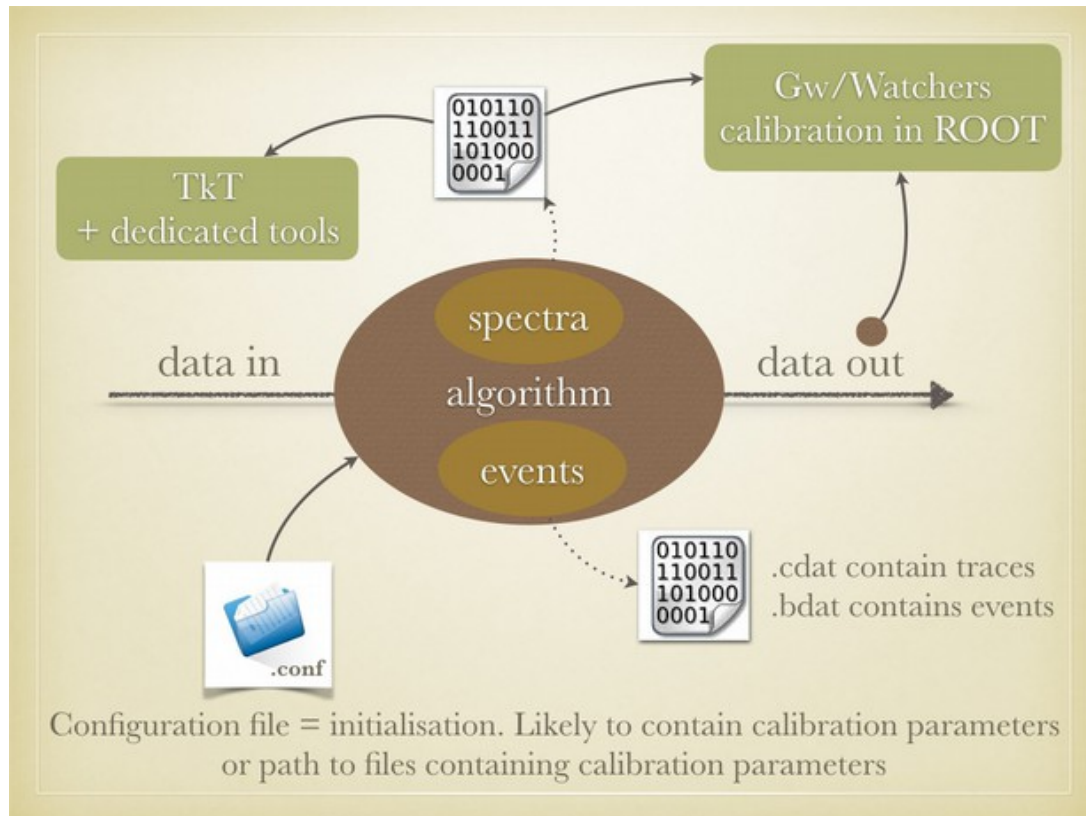 Gw/Watchers
calibration in ROOT
010110
110011
101000
0001
TkT
+ dedicated tools
spectra
data in
data out
algorithm
events
010110
110011
101000
0001
.cdat contain traces
.bdat contains events
.conf
Configuration file = initialisation. Likely to contain calibration parameters
or path to files containing calibration parameters